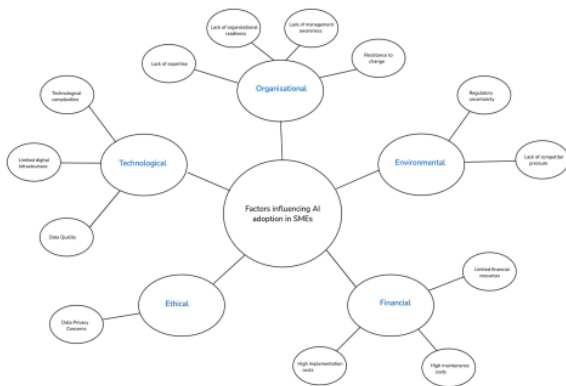 Lack of organisational
readiness
Lack of management
awareness
Lack of expertise
Resistance to
change
Organisational
Technological
complexities
Regulatory
uncertainty
Limited digital
infrastructure
Technological
Environmental
Lack of competitor
pressure
Factors influencing AI
adoption in SMEs
Data Quality
Limited financial
resources
Ethical
Financial
Data Privacy
Concerns
High implementation
costs
High maintenance
costs